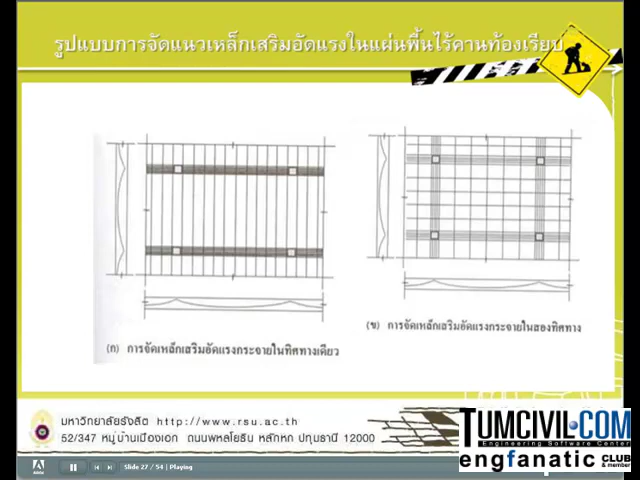 รูปแบบการจัดแนวเหล็กเสริมอัดแรงในแผ่นพื้นไร้คานท้องเรียบ
(ก) การจัดเหล็กเสริมอัดแรงกระจายในทิศทางเดียว
(ข) การจัดเหล็กเสริมอัดแรงกระจายในสองทิศทาง
มหาวิทยาลัยรังสิต http://www.rsu.ac.th
52/347 หมู่บ้านเมืองเอก ถนนพหลโยธิน หลักหก ปทุมธานี 12000
TUMCIVIL.COM
Engineering Software Center
engfanatic CLUB
& member
Adobe
Slide 27 / 54 | Playing